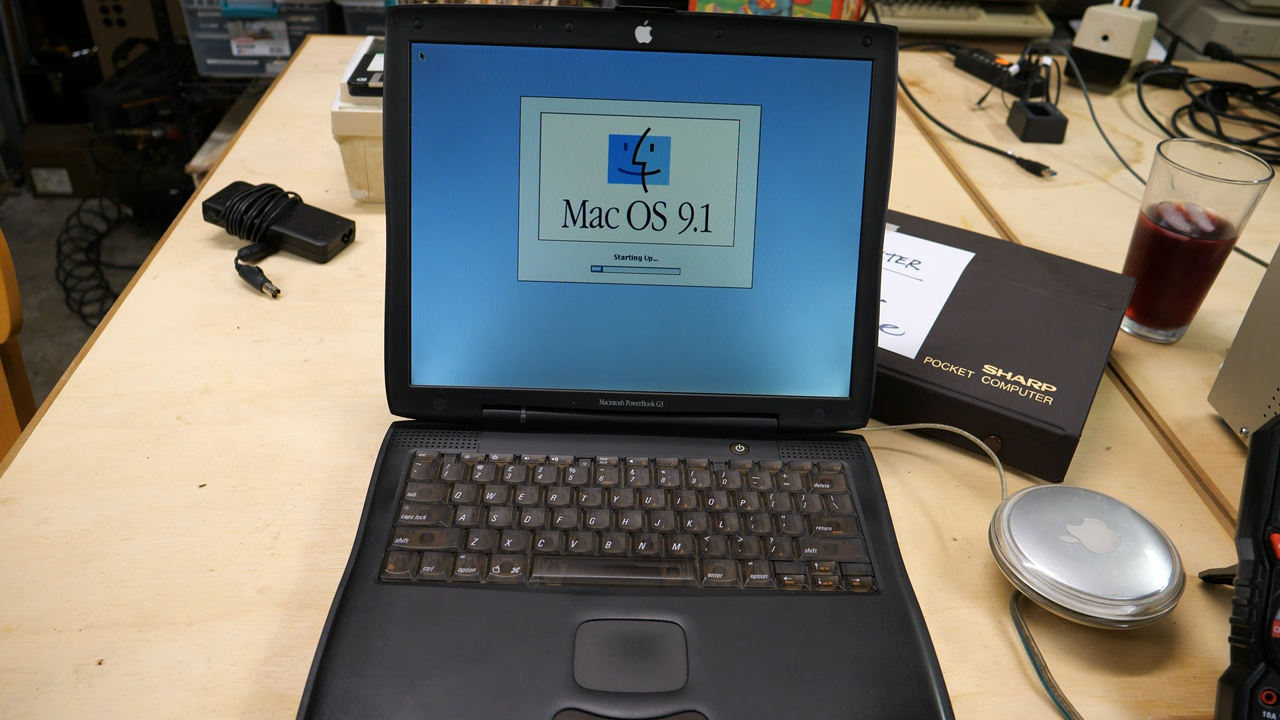 Mac OS 9.1
Starting Up...
Macintosh PowerBook G3
SHARP
POCKET COMPUTER
delete
tab
Q W E R T Y U I O P
caps lock
A S D F G H J K L
return
shift
Z X C V B N M
shift
ctrl
option
⌘
enter
option